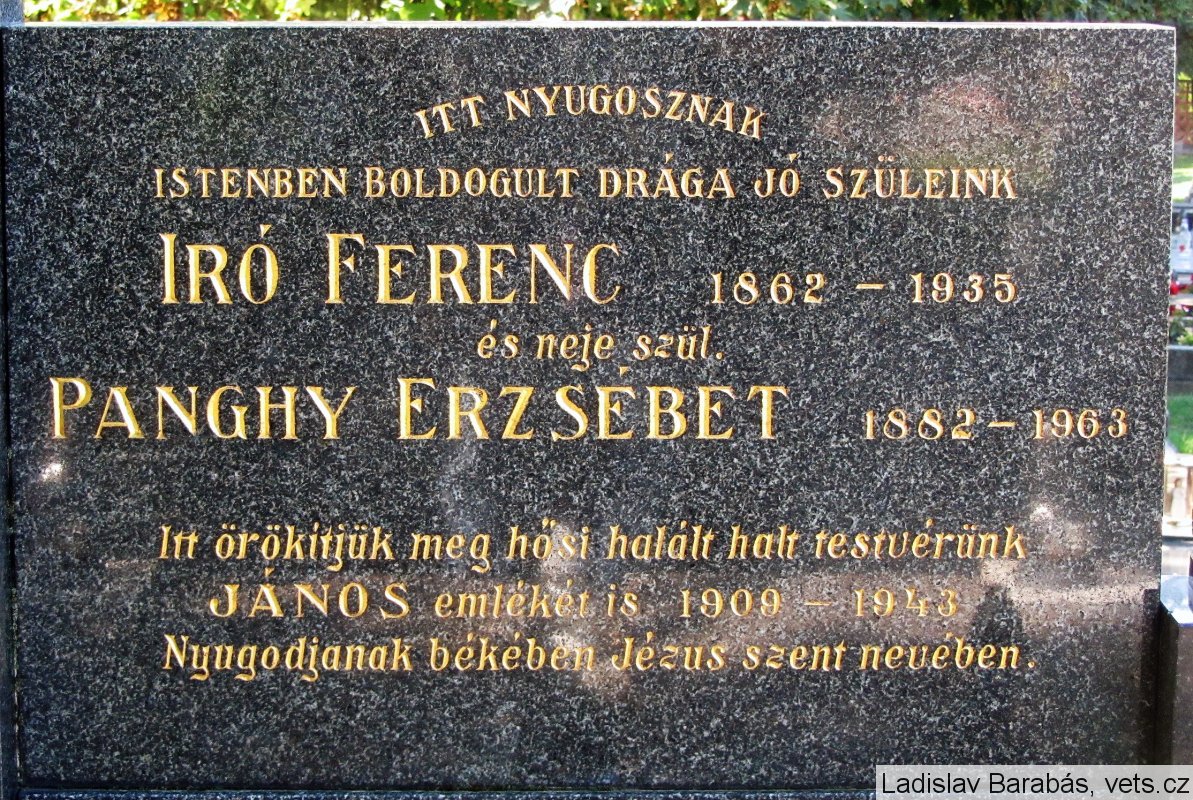 ITT NYUGOSZNAK
ISTENBEN BOLDOGULT DRÁGA JÓ SZÜLEINK
IRÓ FERENC 1862 – 1935
és neje szül.
PANGHY ERZSÉBET 1882 – 1963
Itt örökítjük meg hősi halált halt testvérünk
JÁNOS emlékét is 1909 – 1943
Nyugodjanak békében Jézus szent nevében.
Ladislav Barabás, vets.cz